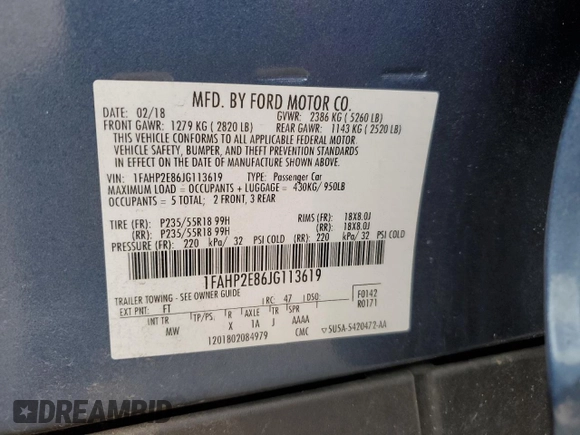 MFD. BY FORD MOTOR CO.
DATE: 02/18 GVWR: 2386 KG ( 5260 LB)
FRONT GAWR: 1279 KG ( 2820 LB) REAR GAWR: 1143 KG ( 2520 LB)
THIS VEHICLE CONFORMS TO ALL APPLICABLE FEDERAL MOTOR
VEHICLE SAFETY, BUMPER, AND THEFT PREVENTION STANDARDS
IN EFFECT ON THE DATE OF MANUFACTURE SHOWN ABOVE.
VIN: 1FAHP2E86JG113619 TYPE: Passenger Car
MAXIMUM LOAD = OCCUPANTS + LUGGAGE = 430KG/ 950LB
OCCUPANTS = 5 TOTAL; 2 FRONT, 3 REAR
TIRE (FR): P235/55R18 99H RIMS (FR): 18X8.0J
(RR): P235/55R18 99H (RR): 18X8.0J
PRESSURE (FR): 220 kPa/ 32 PSI COLD (RR) 220 kPa/ 32 PSI COLD
1FAHP2E86JG113619
TRAILER TOWING - SEE OWNER GUIDE
EXT PNT: FT RC: 47 DSO: F0142
INT TR TP/PS R AXLE TR SPR R0171
MW X 1A J AAAA
1201B02084979 CMC ▽5U5A-5420472-AA
DREAMBID